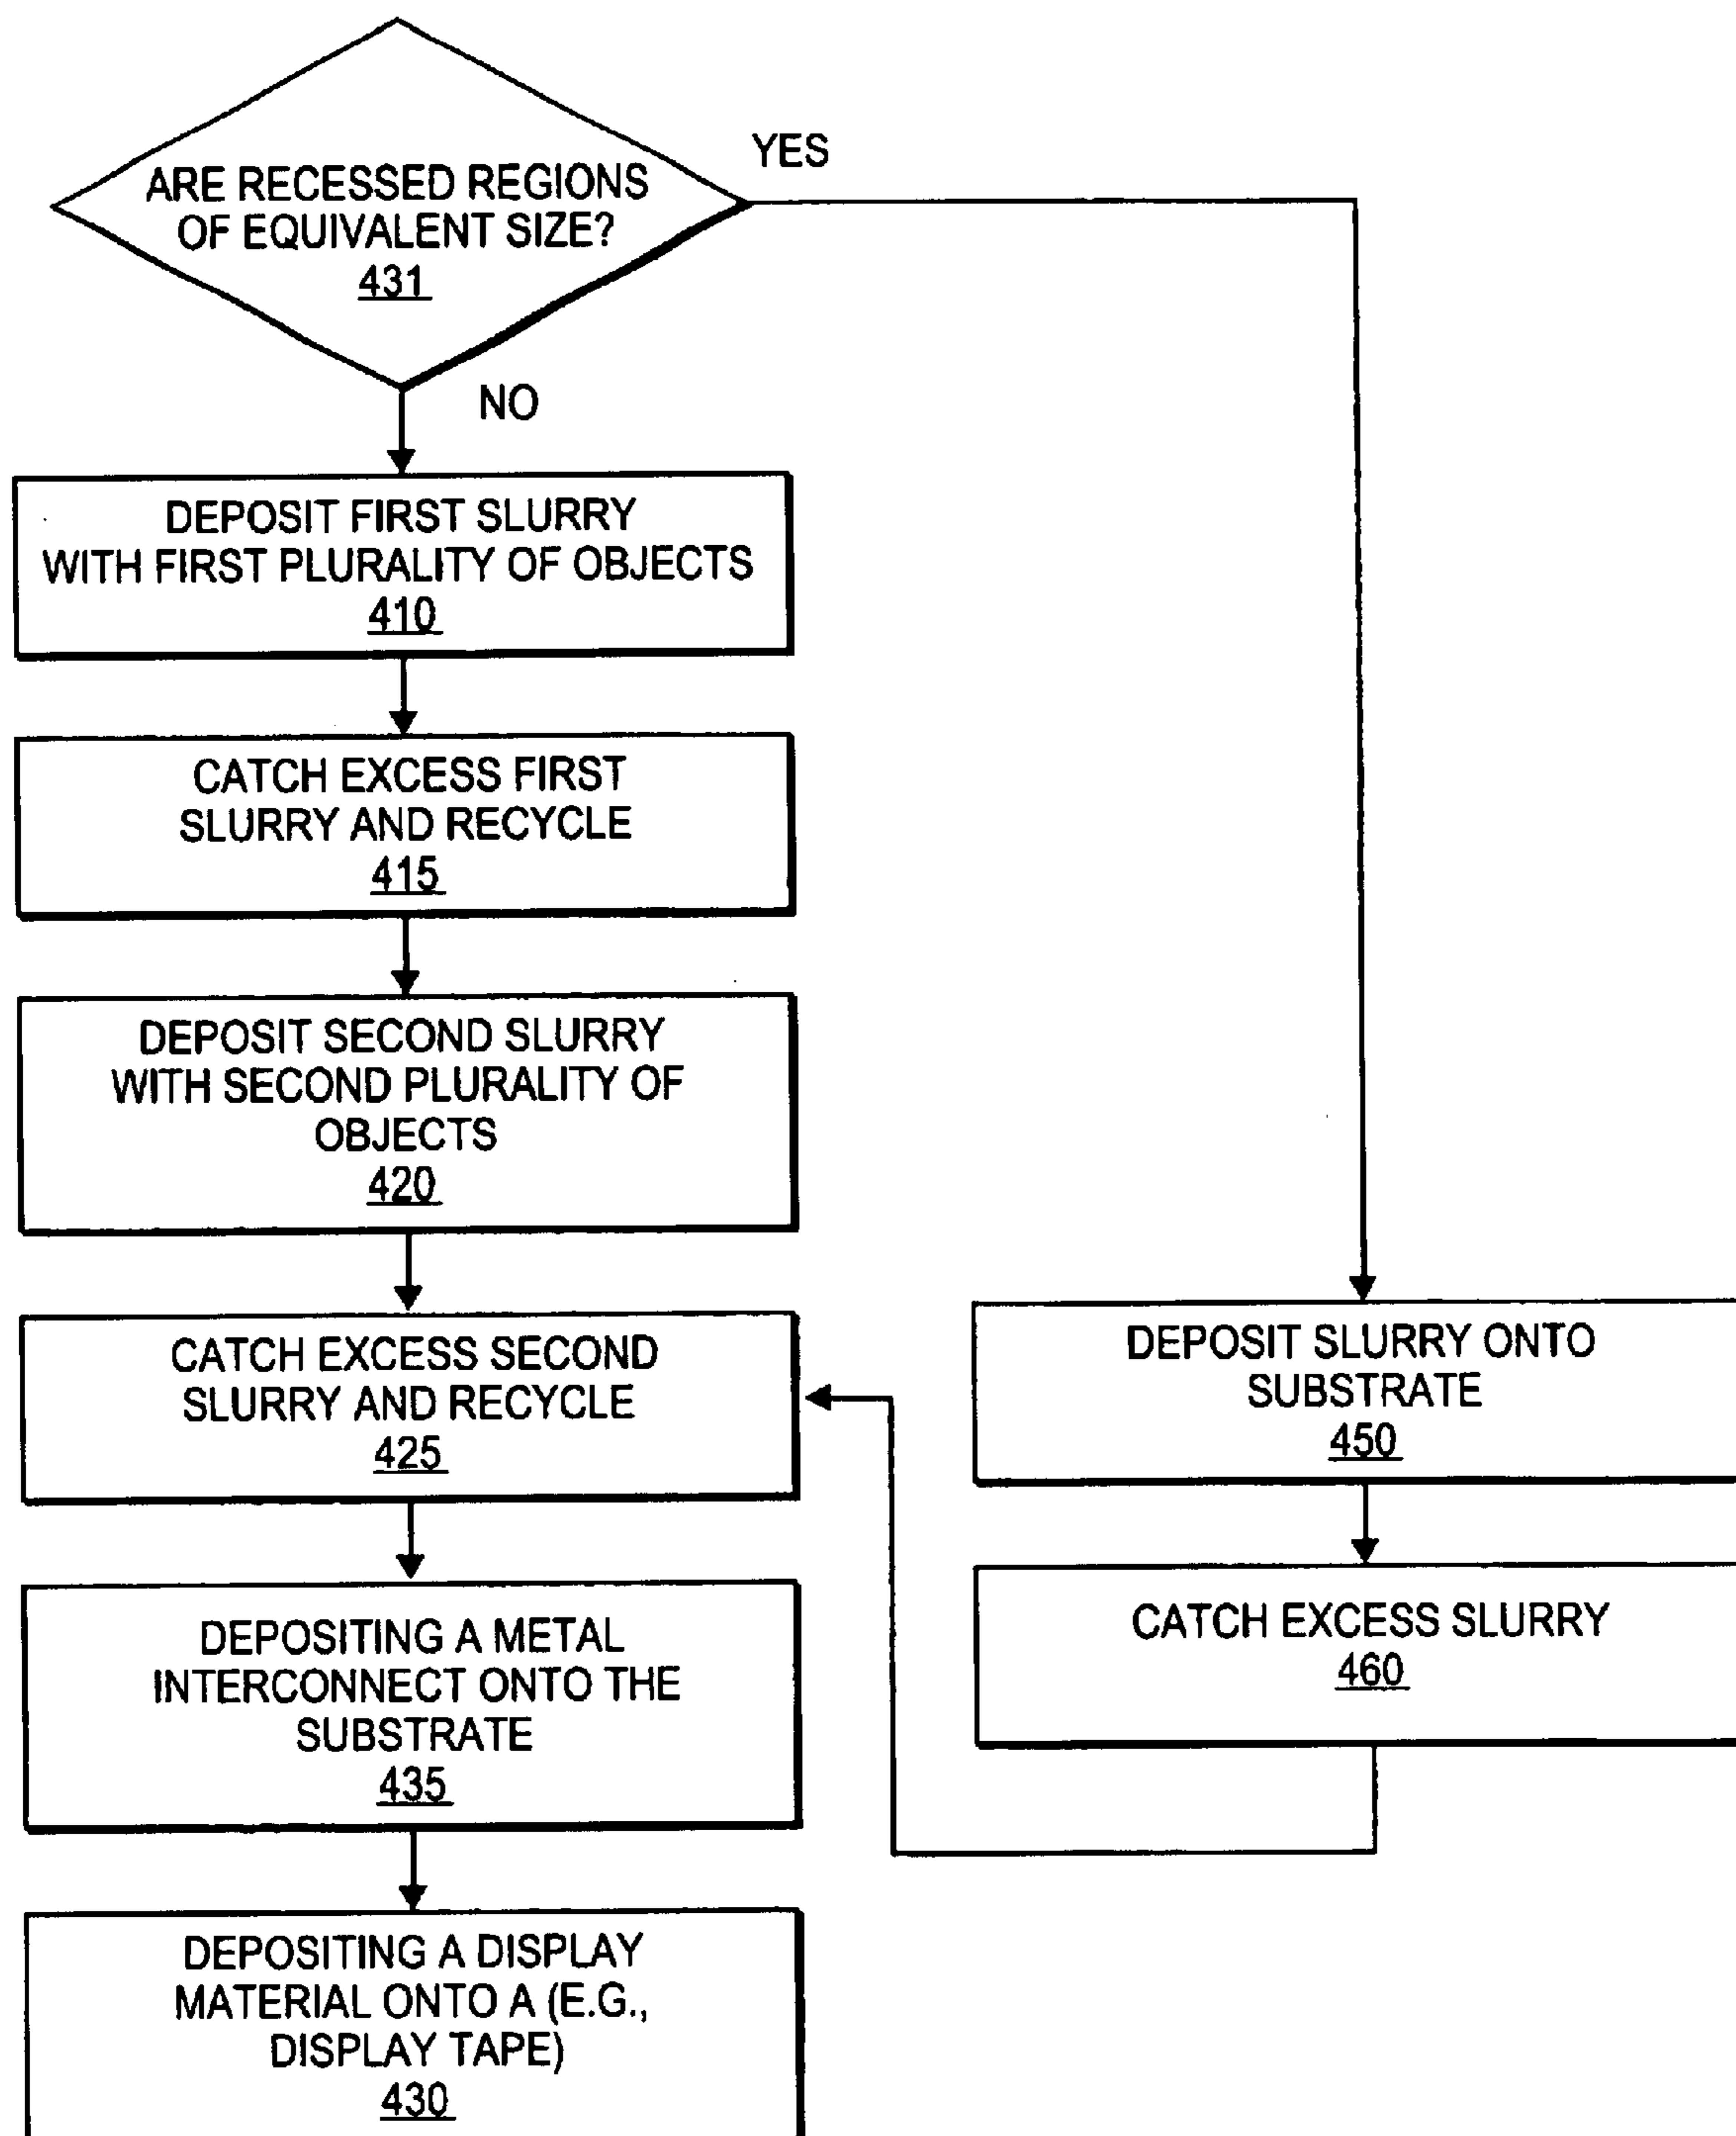 ARE RECESSED REGIONS
OF EQUIVALENT SIZE?
431
YES
NO
DEPOSIT FIRST SLURRY
WITH FIRST PLURALITY OF OBJECTS
410
CATCH EXCESS FIRST
SLURRY AND RECYCLE
415
DEPOSIT SECOND SLURRY
WITH SECOND PLURALITY OF
OBJECTS
420
CATCH EXCESS SECOND
SLURRY AND RECYCLE
425
DEPOSITING A METAL
INTERCONNECT ONTO THE
SUBSTRATE
435
DEPOSITING A DISPLAY
MATERIAL ONTO A (E.G.,
DISPLAY TAPE)
430
DEPOSIT SLURRY ONTO
SUBSTRATE
450
CATCH EXCESS SLURRY
460